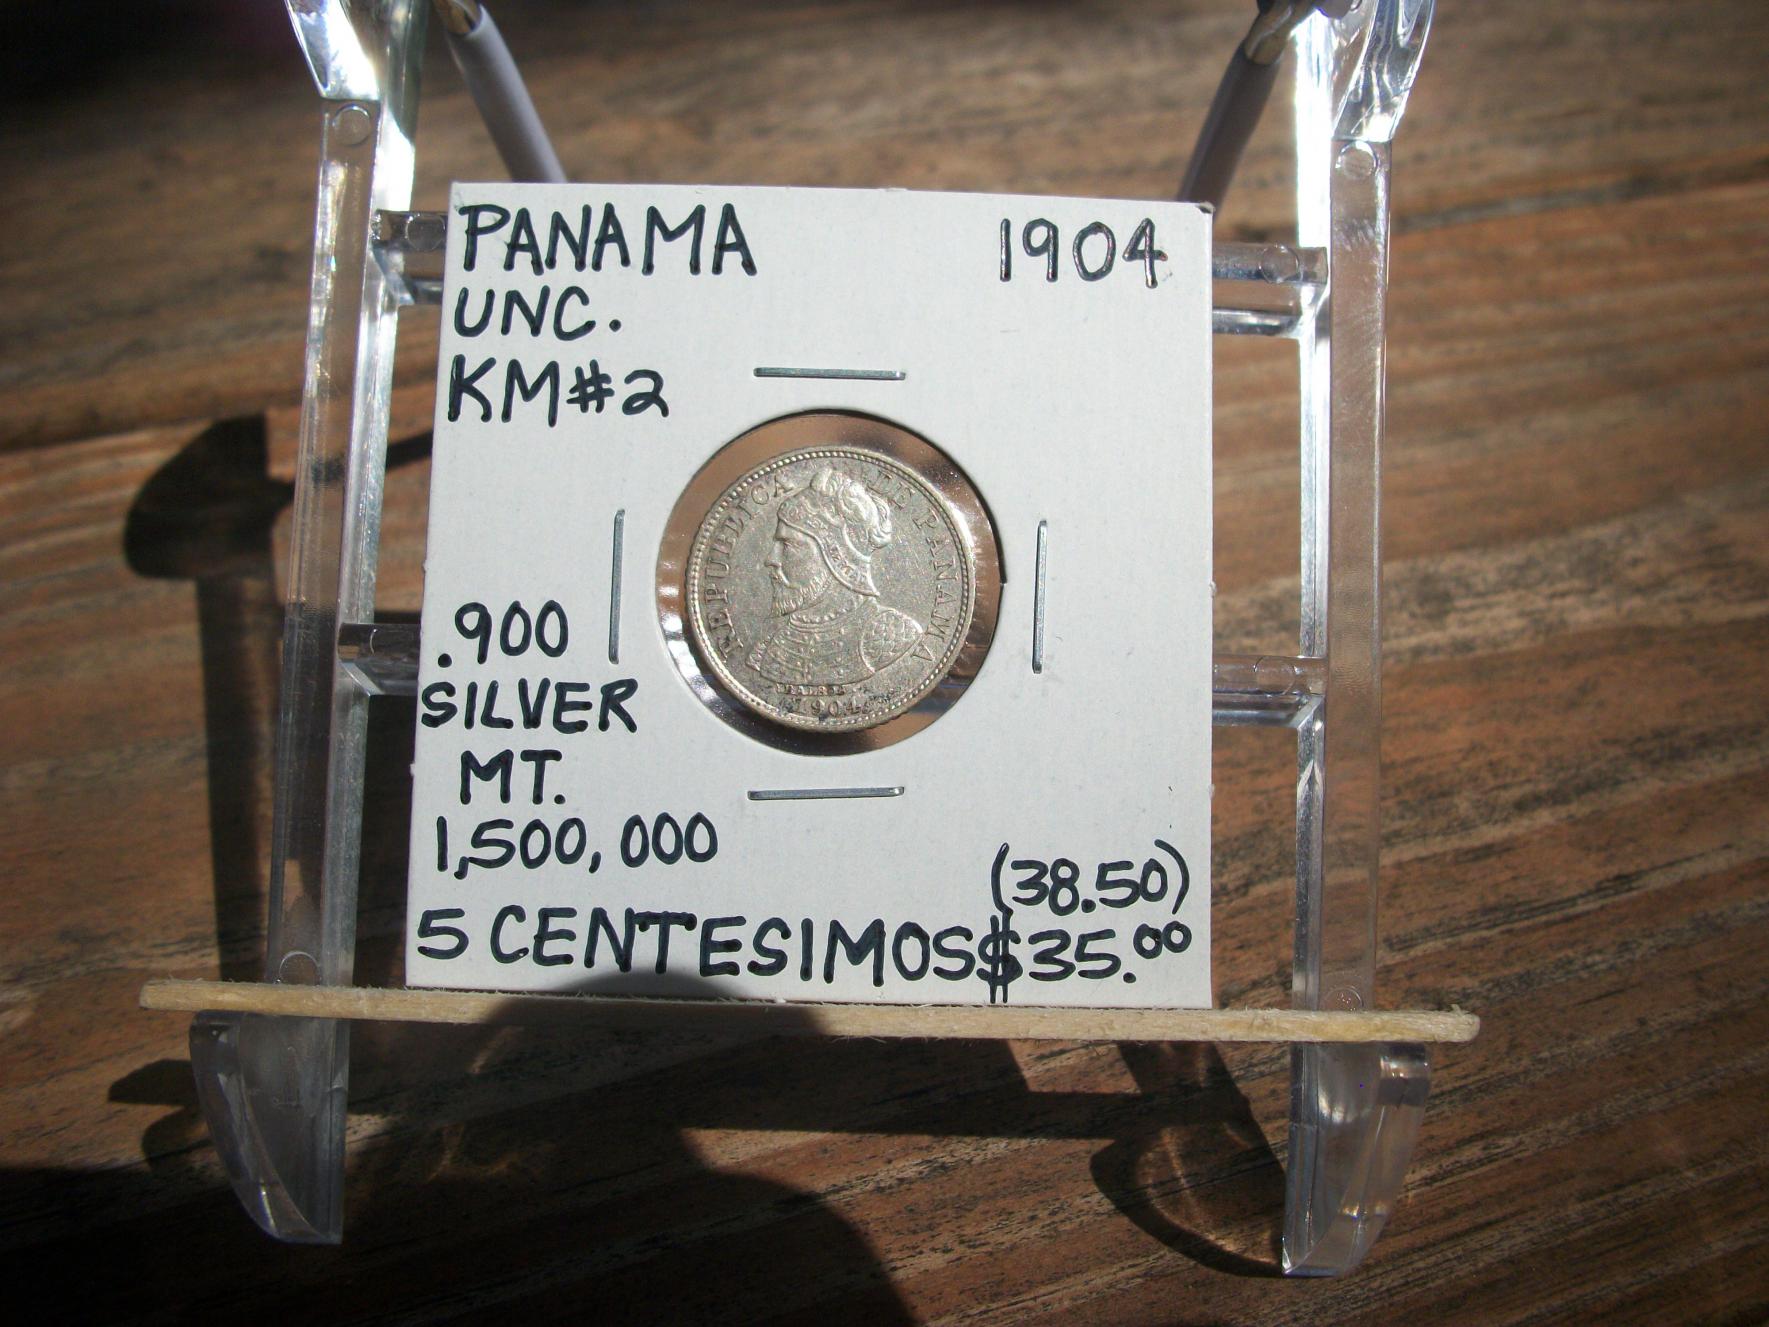 PANAMA 1904
UNC.
KM#2
REPUBLICA DE PANAMA
1904
.900
SILVER
MT.
1,500,000
(38.50)
5 CENTESIMOS $35.00